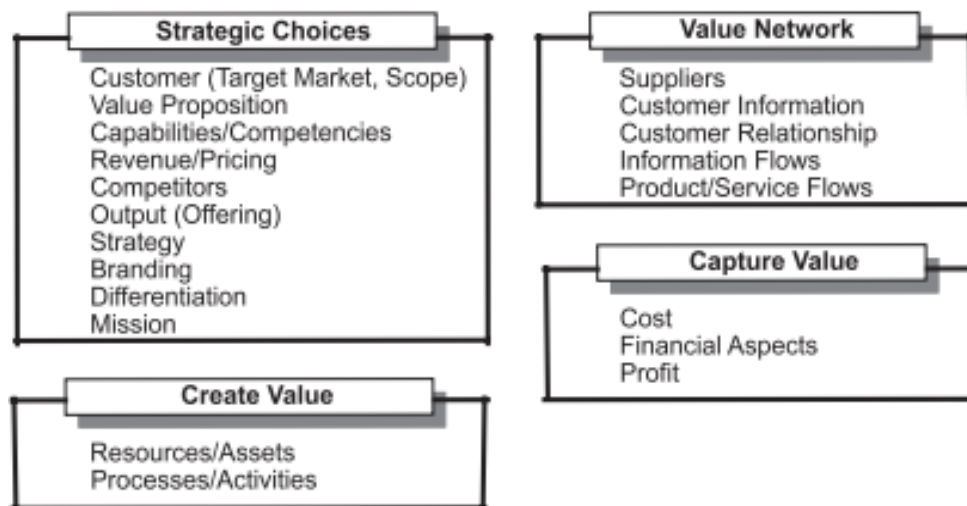 Strategic Choices
Customer (Target Market, Scope)
Value Proposition
Capabilities/Competencies
Revenue/Pricing
Competitors
Output (Offering)
Strategy
Branding
Differentiation
Mission
Create Value
Resources/Assets
Processes/Activities
Value Network
Suppliers
Customer Information
Customer Relationship
Information Flows
Product/Service Flows
Capture Value
Cost
Financial Aspects
Profit